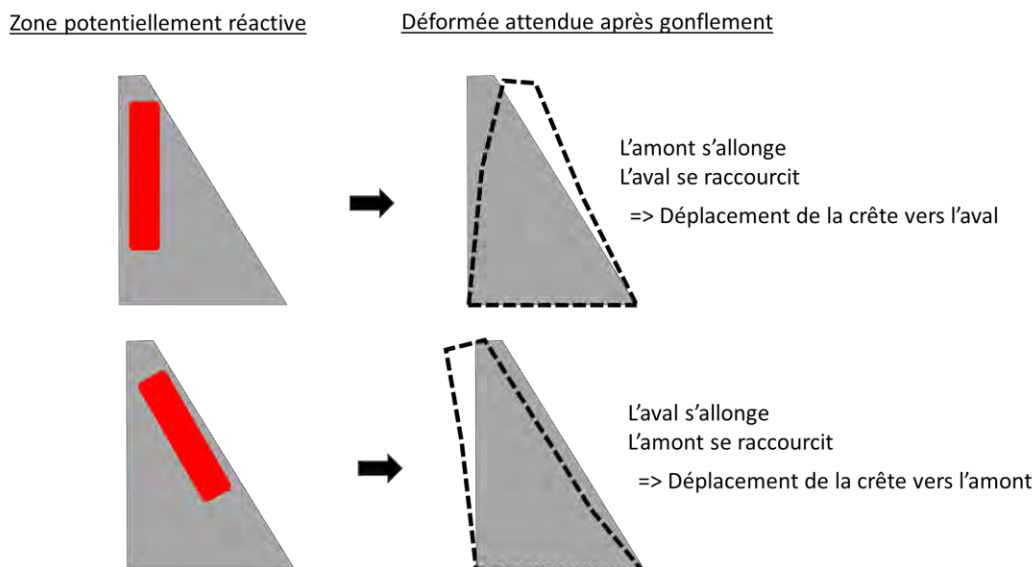 Zone potentiellement réactive
Déformée attendue après gonflement
L'amont s'allonge
L'aval se raccourcit
=> Déplacement de la crête vers l'aval
L'aval s'allonge
L'amont se raccourcit
=> Déplacement de la crête vers l'amont